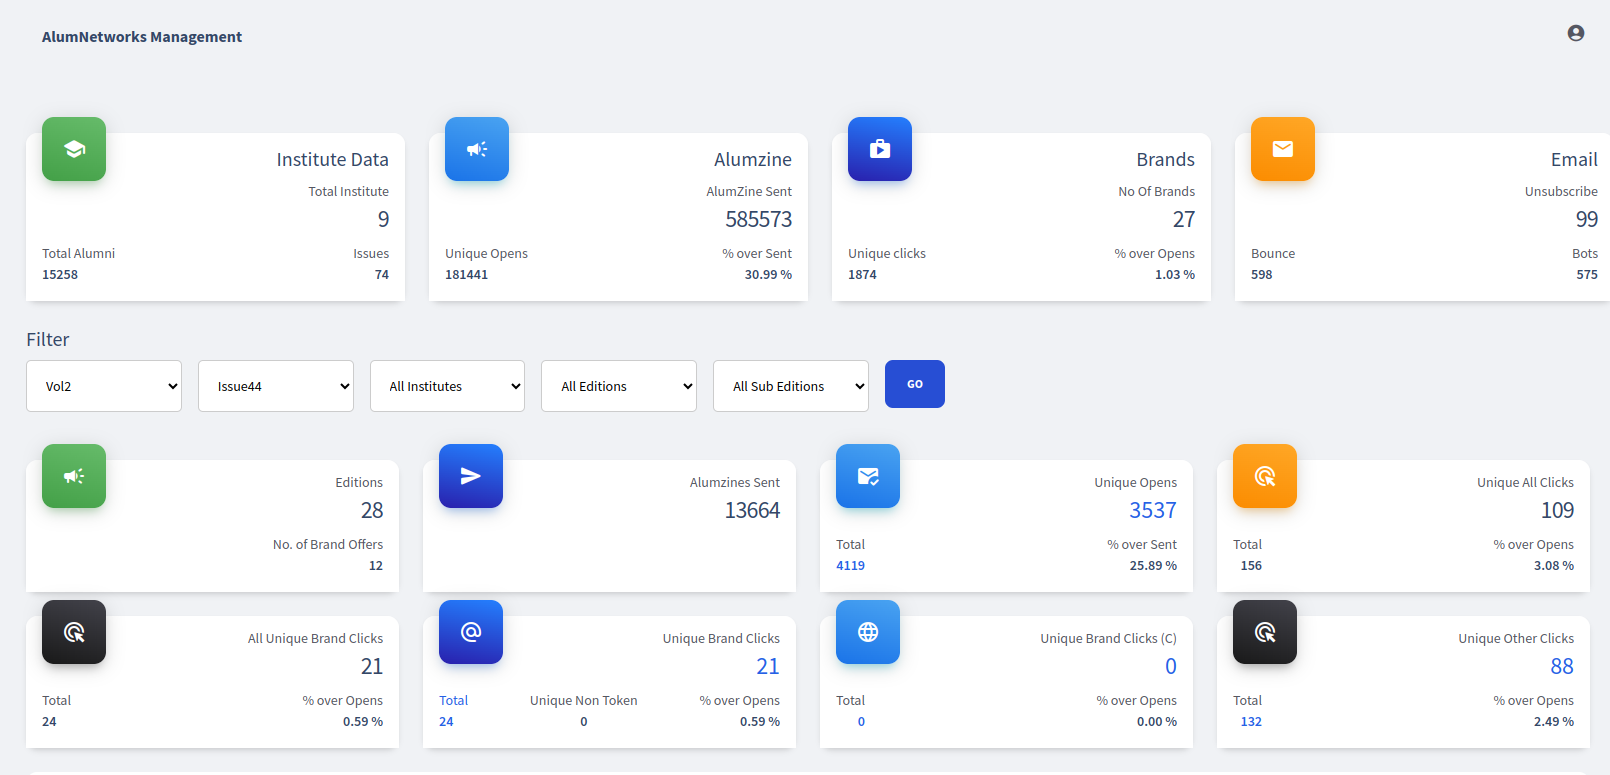 AlumNetworks Management
Institute Data
Total Institute
9
Total Alumni Issues
15258 74
Alumzine
AlumZine Sent
585573
Unique Opens % over Sent
181441 30.99 %
Brands
No Of Brands
27
Unique clicks % over Opens
1874 1.03 %
Email
Unsubscribe
99
Bounce Bots
598 575
Filter
Vol2 Issue44 All Institutes All Editions All Sub Editions GO
Editions
28
No. of Brand Offers
12
Alumzines Sent
13664
Unique Opens
3537
Total % over Sent
4119 25.89 %
Unique All Clicks
109
Total % over Opens
156 3.08 %
All Unique Brand Clicks
21
Total % over Opens
24 0.59 %
Unique Brand Clicks
21
Total Unique Non Token % over Opens
24 0 0.59 %
Unique Brand Clicks (C)
0
Total % over Opens
0 0.00 %
Unique Other Clicks
88
Total % over Opens
132 2.49 %